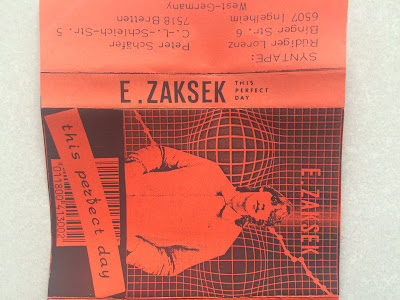 SYNTAPE:
Rüdiger Lorenz
Binger Str. 6
6507 Ingelheim
West-Germany
Peter Schäfer
C.-L.-Schleich-Str. 5
7518 Bretten
E.ZAKSEK
THIS
PERFECT
DAY
this perfect day
E.ZAKSEK